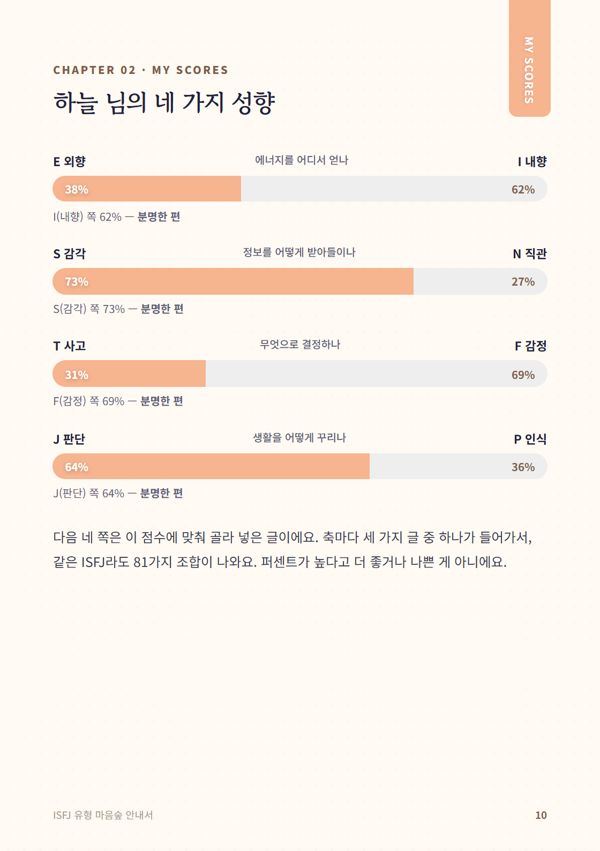 MY SCORES
CHAPTER 02 · MY SCORES
하늘 님의 네 가지 성향
E 외향 에너지를 어디서 얻나 I 내향
38% 62%
I(내향) 쪽 62% — 분명한 편
S 감각 정보를 어떻게 받아들이나 N 직관
73% 27%
S(감각) 쪽 73% — 분명한 편
T 사고 무엇으로 결정하나 F 감정
31% 69%
F(감정) 쪽 69% — 분명한 편
J 판단 생활을 어떻게 꾸리나 P 인식
64% 36%
J(판단) 쪽 64% — 분명한 편
다음 네 쪽은 이 점수에 맞춰 골라 넣은 글이에요. 축마다 세 가지 글 중 하나가 들어가서,
같은 ISFJ라도 81가지 조합이 나와요. 퍼센트가 높다고 더 좋거나 나쁜 게 아니에요.
ISFJ 유형 마음숲 안내서 10